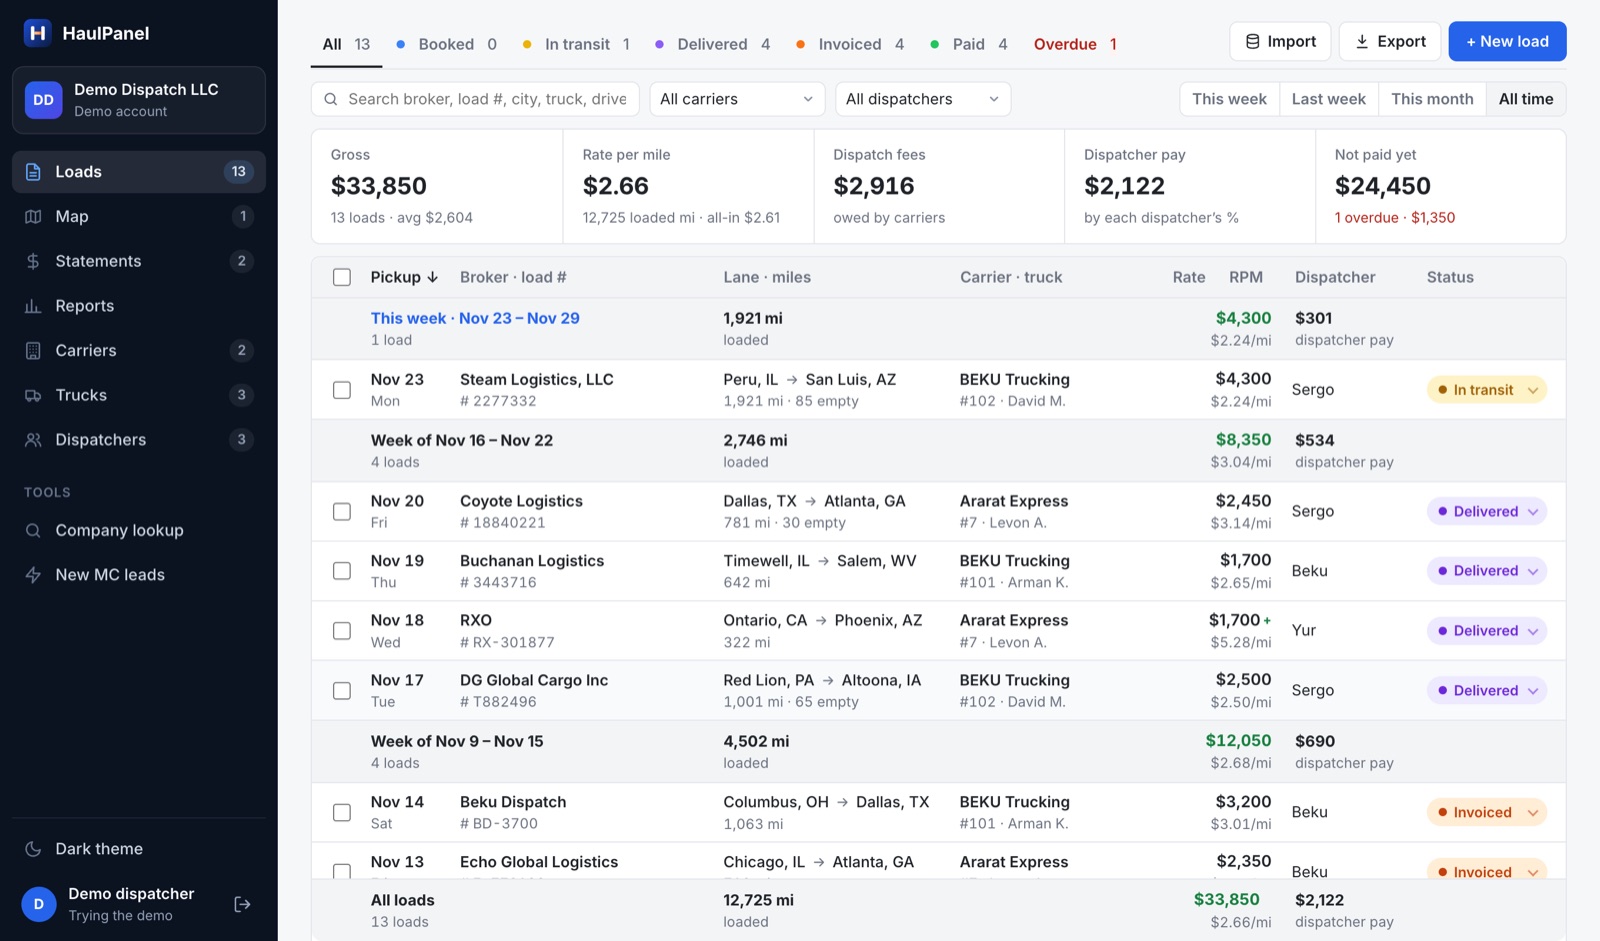 HaulPanel
DD
Demo Dispatch LLC
Demo account
Loads 13
Map 1
Statements 2
Reports
Carriers 2
Trucks 3
Dispatchers 3
TOOLS
Company lookup
New MC leads
Dark theme
D
Demo dispatcher
Trying the demo
All 13 Booked 0 In transit 1 Delivered 4 Invoiced 4 Paid 4 Overdue 1
Import Export + New load
Search broker, load #, city, truck, drive
All carriers
All dispatchers
This week Last week This month All time
Gross
$33,850
13 loads · avg $2,604
Rate per mile
$2.66
12,725 loaded mi · all-in $2.61
Dispatch fees
$2,916
owed by carriers
Dispatcher pay
$2,122
by each dispatcher's %
Not paid yet
$24,450
1 overdue · $1,350
Pickup ↓ Broker · load # Lane · miles Carrier · truck Rate RPM Dispatcher Status
This week · Nov 23 – Nov 29 1,921 mi $4,300 $301
1 load loaded $2.24/mi dispatcher pay
Nov 23 Steam Logistics, LLC Peru, IL → San Luis, AZ BEKU Trucking $4,300 Sergo In transit
Mon # 2277332 1,921 mi · 85 empty #102 · David M. $2.24/mi
Week of Nov 16 – Nov 22 2,746 mi $8,350 $534
4 loads loaded $3.04/mi dispatcher pay
Nov 20 Coyote Logistics Dallas, TX → Atlanta, GA Ararat Express $2,450 Sergo Delivered
Fri # 18840221 781 mi · 30 empty #7 · Levon A. $3.14/mi
Nov 19 Buchanan Logistics Timewell, IL → Salem, WV BEKU Trucking $1,700 Beku Delivered
Thu # 3443716 642 mi #101 · Arman K. $2.65/mi
Nov 18 RXO Ontario, CA → Phoenix, AZ Ararat Express $1,700 + Yur Delivered
Wed # RX-301877 322 mi #7 · Levon A. $5.28/mi
Nov 17 DG Global Cargo Inc Red Lion, PA → Altoona, IA BEKU Trucking $2,500 Sergo Delivered
Tue # T882496 1,001 mi · 65 empty #102 · David M. $2.50/mi
Week of Nov 9 – Nov 15 4,502 mi $12,050 $690
4 loads loaded $2.68/mi dispatcher pay
Nov 14 Beku Dispatch Columbus, OH → Dallas, TX BEKU Trucking $3,200 Beku Invoiced
Sat # BD-3700 1,063 mi #101 · Arman K. $3.01/mi
Nov 13 Echo Global Logistics Chicago, IL → Atlanta, GA Ararat Express $2,350 Beku Invoiced
All loads 12,725 mi $33,850 $2,122
13 loads loaded $2.66/mi dispatcher pay